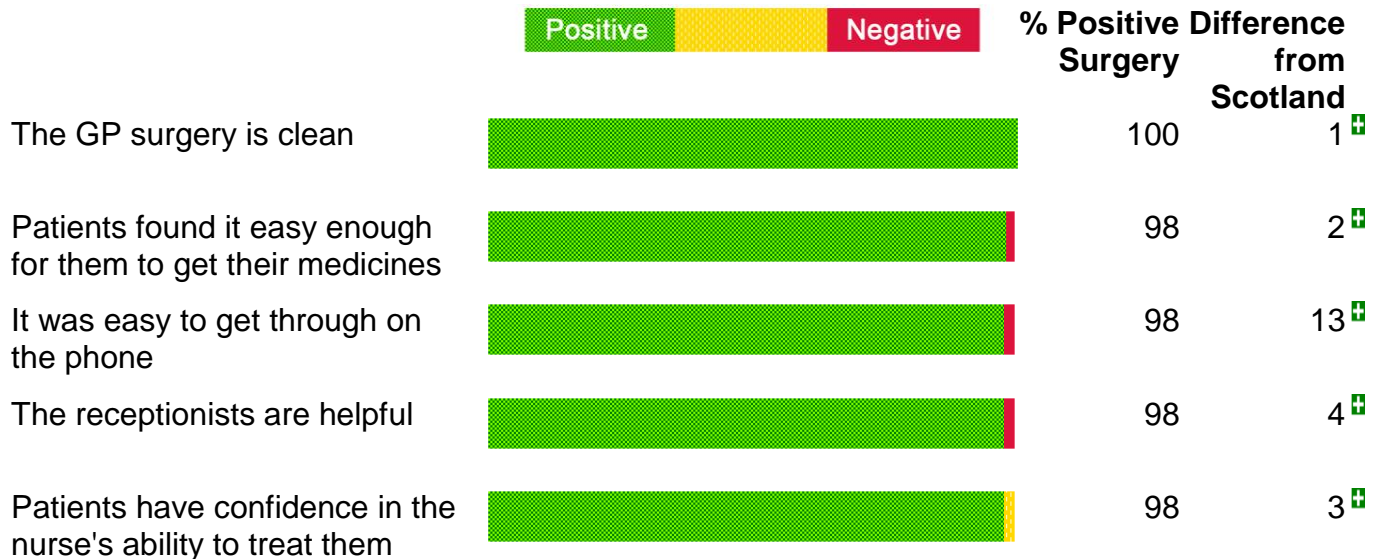 Positive Negative % Positive Difference
Surgery from
Scotland
The GP surgery is clean 100 1 +
Patients found it easy enough 98 2 +
for them to get their medicines
It was easy to get through on 98 13 +
the phone
The receptionists are helpful 98 4 +
Patients have confidence in the 98 3 +
nurse's ability to treat them